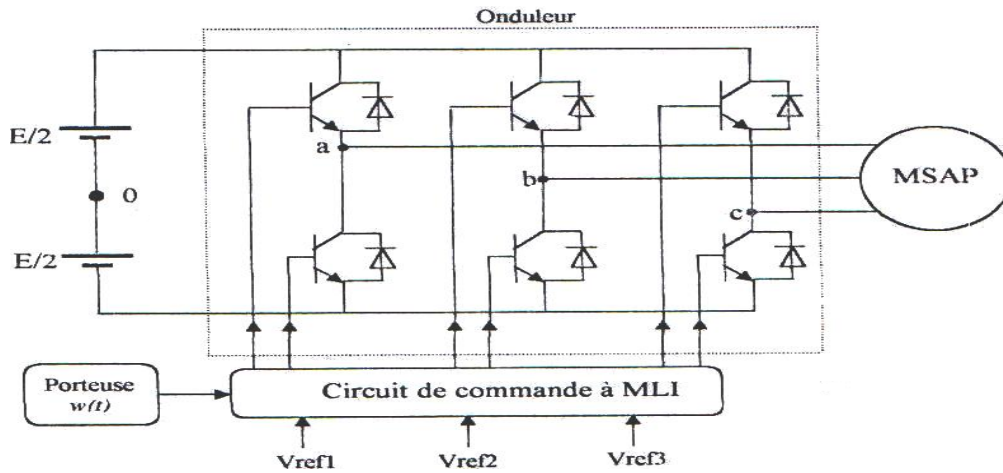 Onduleur
E/2
0
E/2
a
b
c
MSAP
Porteuse
w(t)
Circuit de commande à MLI
Vref1
Vref2
Vref3